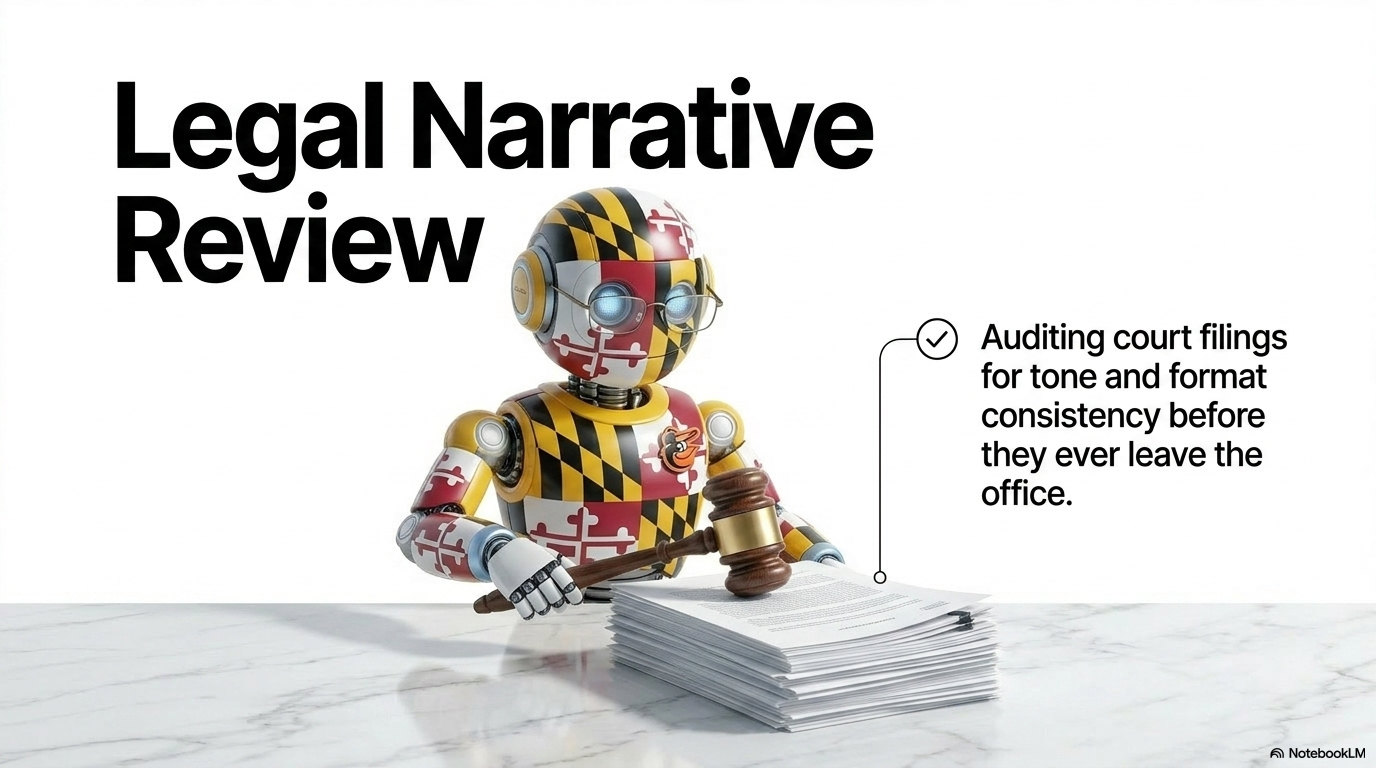 Legal Narrative
Review
Auditing court filings
for tone and format
consistency before
they ever leave the
office.
NotebookLM